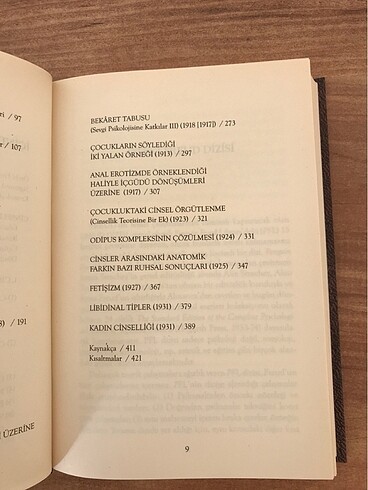 ri / 97
r / 107
8) / 191
İ ÜZERİNE
BEKÂRET TABUSU
(Sevgi Psikolojisine Katkılar III) (1918 [1917]) / 273
ÇOCUKLARIN SÖYLEDİĞİ
İKİ YALAN ÖRNEĞİ (1913) / 297
ANAL EROTİZMDE ÖRNEKLENDİĞİ
HALİYLE İÇGÜDÜ DÖNÜŞÜMLERİ
ÜZERİNE (1917) / 307
ÇOCUKLUKTAKİ CİNSEL ÖRGÜTLENME
(Cinsellik Teorisine Bir Ek) (1923) / 321
ODİPUS KOMPLEKSİNİN ÇÖZÜLMESİ (1924) / 331
CİNSLER ARASINDAKİ ANATOMİK
FARKIN BAZI RUHSAL SONUÇLARI (1925) / 347
FETİŞİZM (1927) / 367
LİBİDİNAL TİPLER (1931) / 379
KADIN CİNSELLİĞİ (1931) / 389
Kaynakça / 411
Kısaltmalar / 421
9